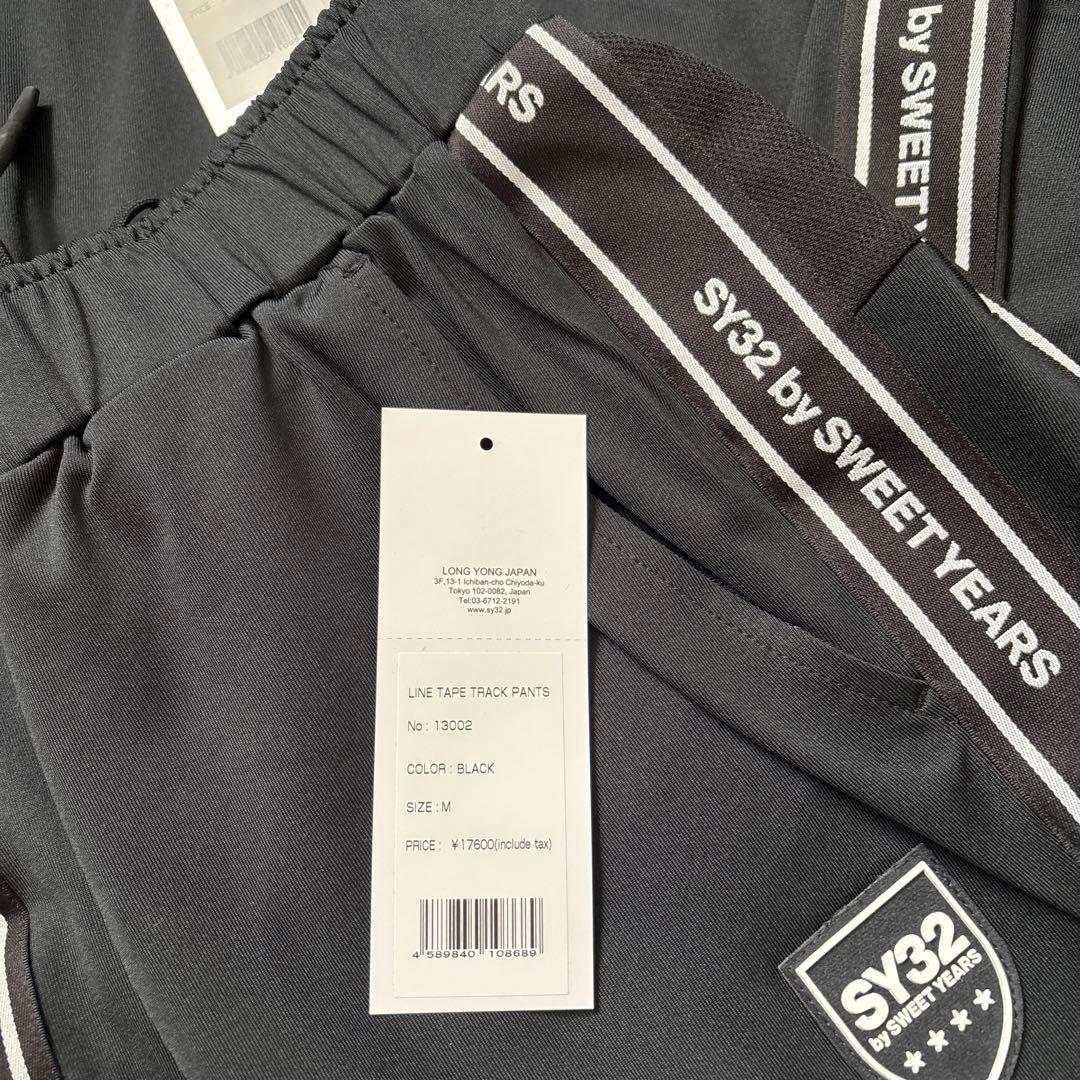 PRICE :
RS
by SWEET Y
SY32 by SWEET YEARS
LONG YONG JAPAN
3F,13-1 Ichiban-cho Chiyoda-ku
Tokyo 102-0082, Japan
Tel:03-6712-2191
www.sy32.jp
LINE TAPE TRACK PANTS
No : 13002
COLOR : BLACK
SIZE : M
PRICE : ¥17600(include tax)
4 589840 108689
SY32
by SWEET YEARS